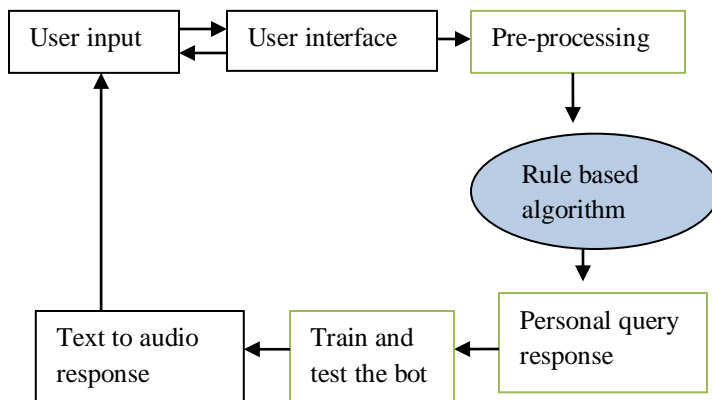 User input
User interface
Pre-processing
Rule based
algorithm
Personal query
response
Train and
test the bot
Text to audio
response